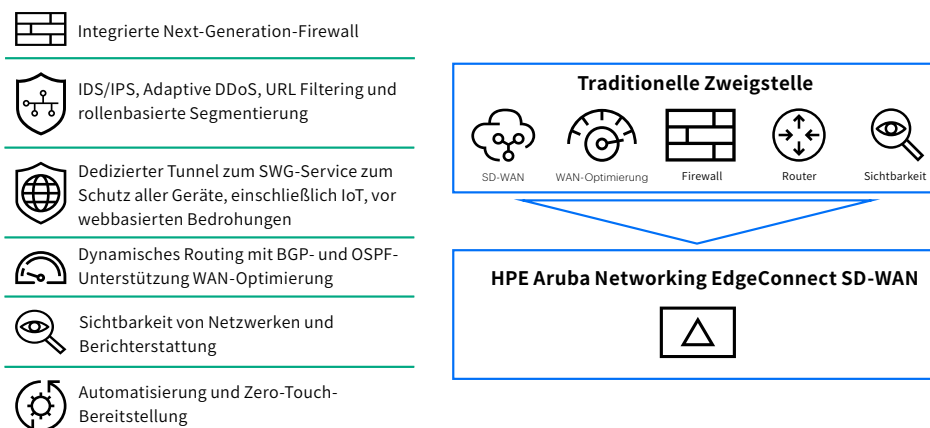 Integrierte Next-Generation-Firewall
IDS/IPS, Adaptive DDoS, URL Filtering und
rollenbasierte Segmentierung
Dedizierter Tunnel zum SWG-Service zum
Schutz aller Geräte, einschließlich IoT, vor
webbasierten Bedrohungen
Dynamisches Routing mit BGP- und OSPF-
Unterstützung WAN-Optimierung
Sichtbarkeit von Netzwerken und
Berichterstattung
Automatisierung und Zero-Touch-
Bereitstellung
Traditionelle Zweigstelle
SD-WAN WAN-Optimierung Firewall Router Sichtbarkeit
HPE Aruba Networking EdgeConnect SD-WAN